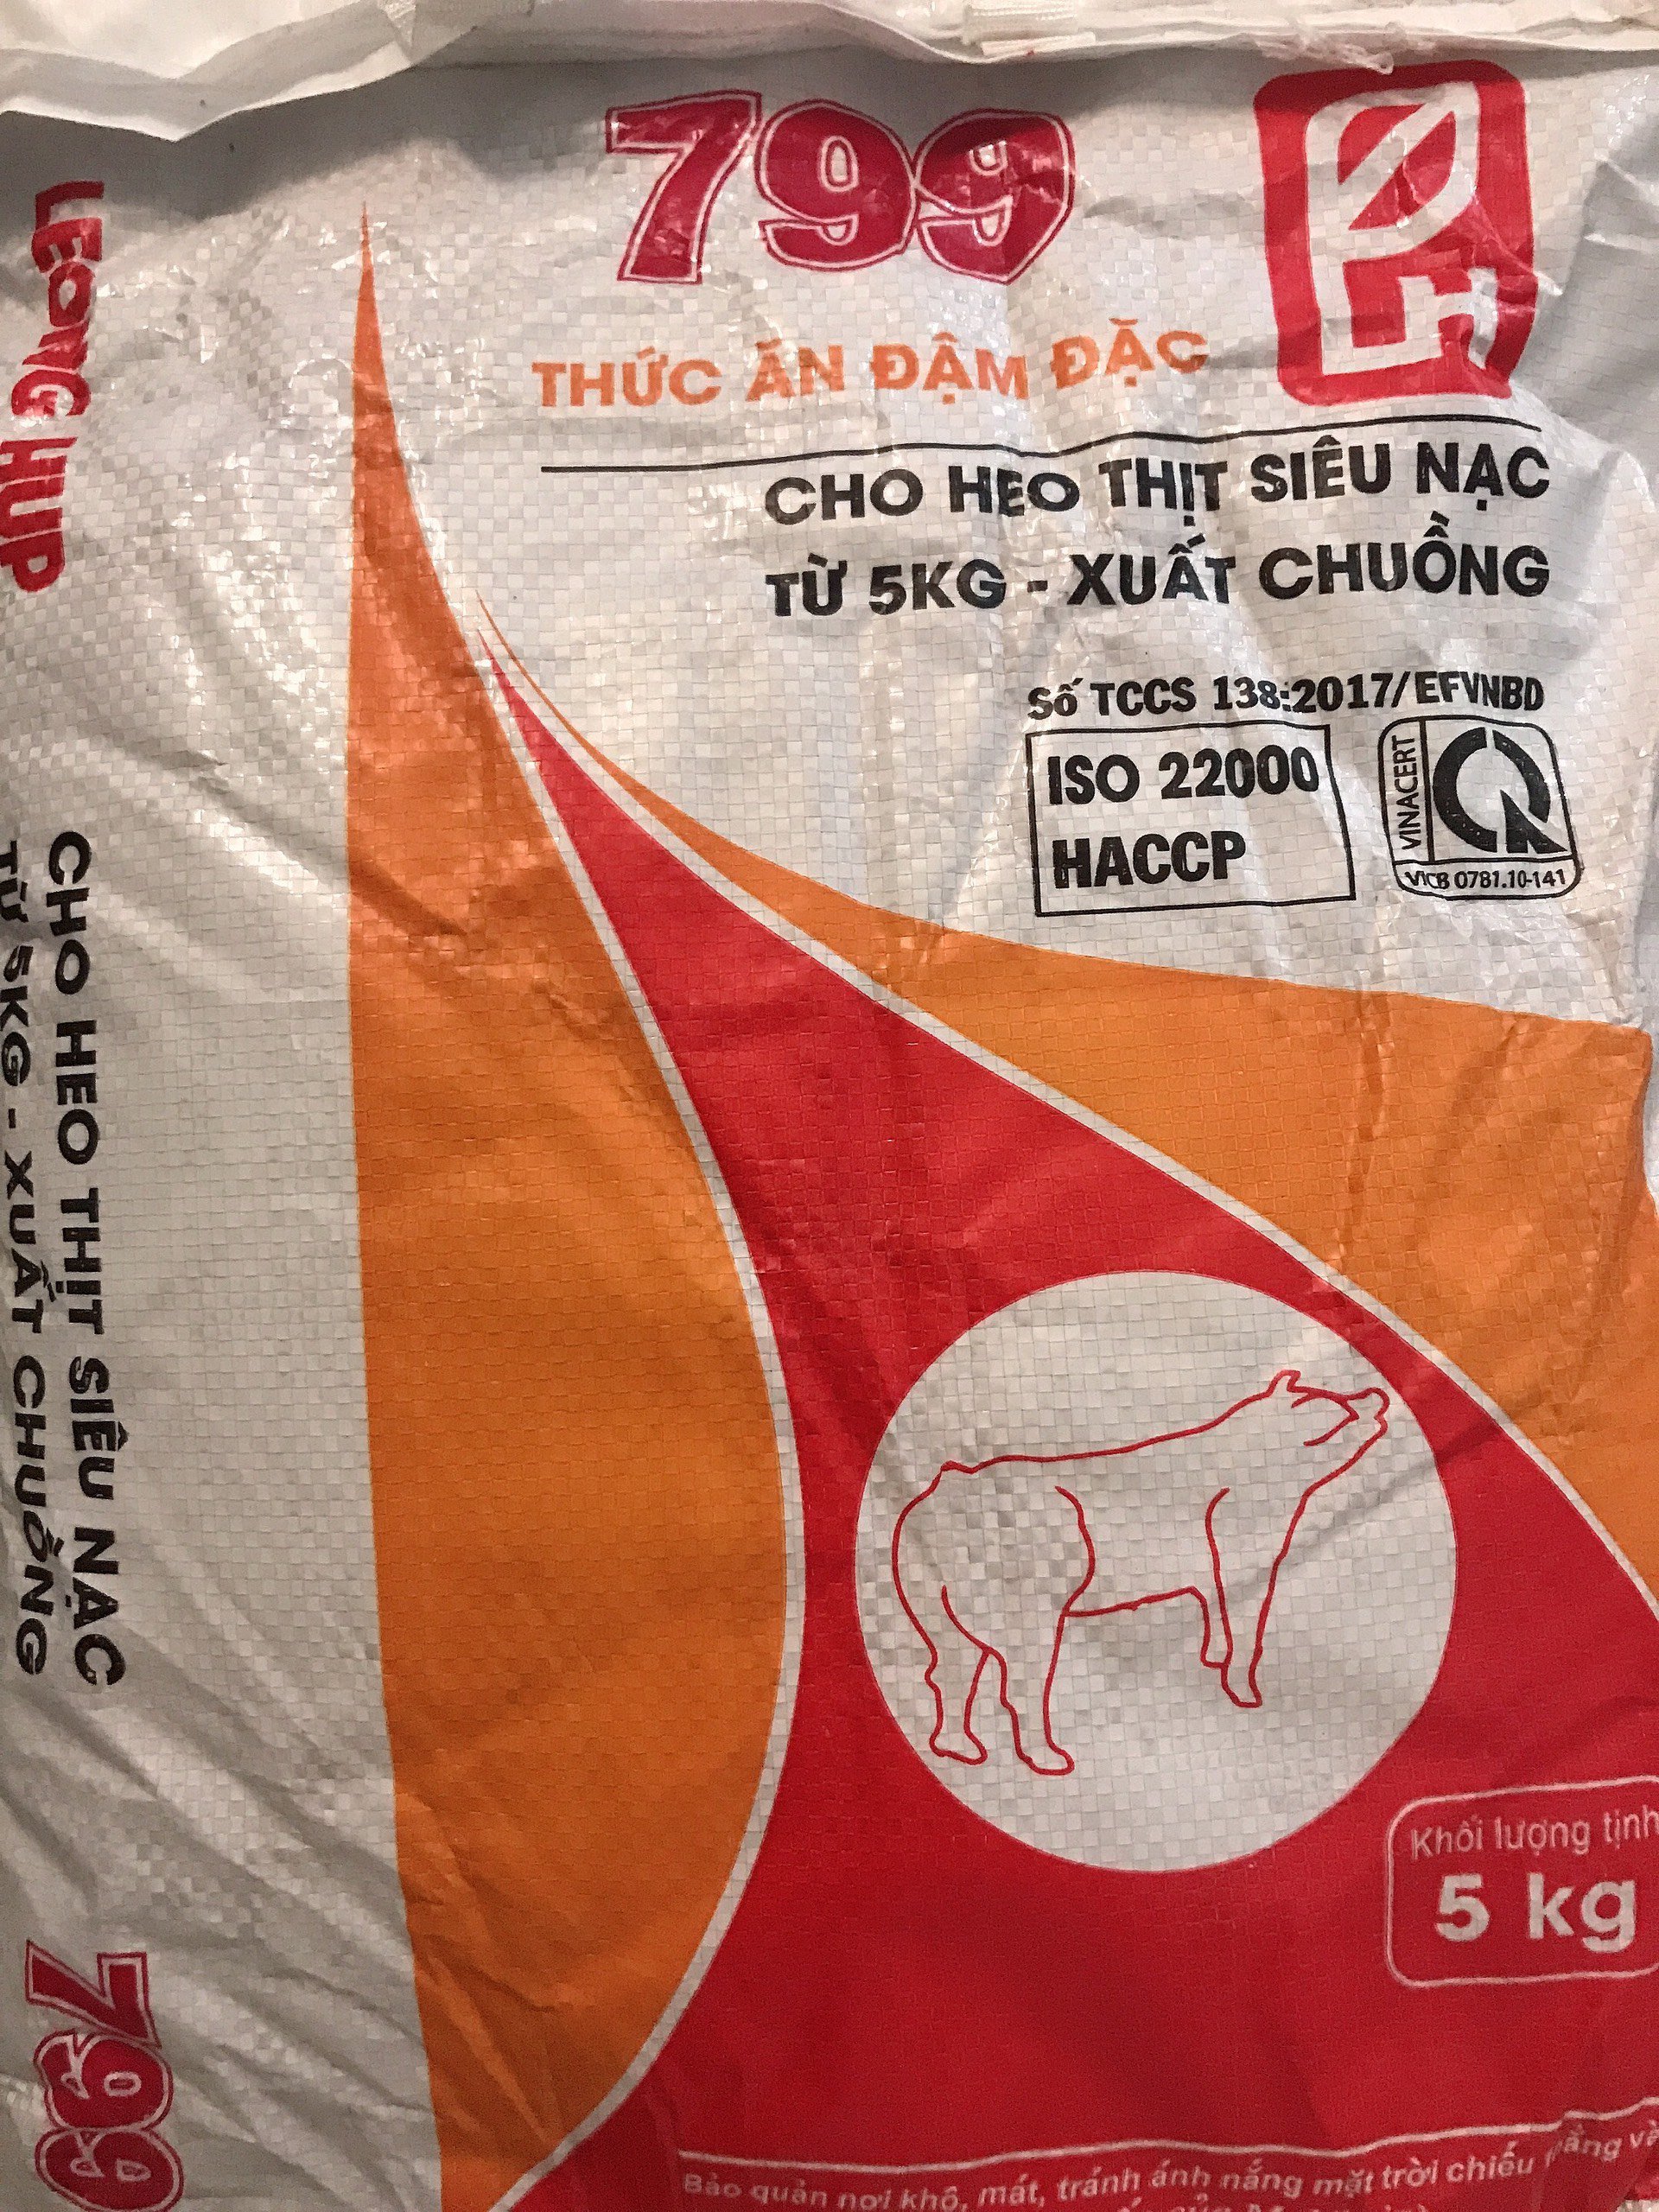 799
THỨC ĂN ĐẬM ĐẶC
CHO HEO THỊT SIÊU NẠC
TỪ 5KG - XUẤT CHUỒNG
Số TCCS 138:2017/EFVNBD
ISO 22000
HACCP
VINACERT
VICB 0781.10-141
Khối lượng tịnh
5 kg
Bảo quản nơi khô, mát, tránh ánh nắng mặt trời chiếu thẳng và
LEONG HUP
CHO HEO THỊT SIÊU NẠC
TỪ 5KG - XUẤT CHUỒNG
799